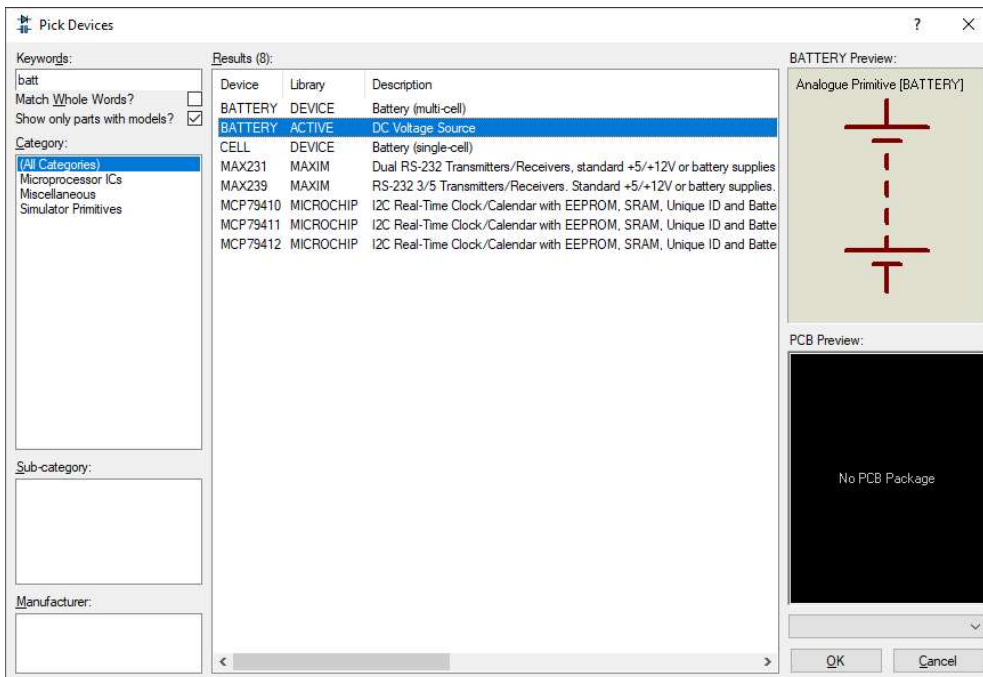 Pick Devices
?
Keywords:
batt
Match Whole Words?
Show only parts with models?
Category:
(All Categories)
Microprocessor ICs
Miscellaneous
Simulator Primitives
Sub-category:
Manufacturer:
Results (8):
Device Library Description
BATTERY DEVICE Battery (multi-cell)
BATTERY ACTIVE DC Voltage Source
CELL DEVICE Battery (single-cell)
MAX231 MAXIM Dual RS-232 Transmitters/Receivers, standard +5/+12V or battery supplies
MAX239 MAXIM RS-232 3/5 Transmitters/Receivers. Standard +5/+12V or battery supplies.
MCP79410 MICROCHIP I2C Real-Time Clock/Calendar with EEPROM, SRAM, Unique ID and Batte
MCP79411 MICROCHIP I2C Real-Time Clock/Calendar with EEPROM, SRAM, Unique ID and Batte
MCP79412 MICROCHIP I2C Real-Time Clock/Calendar with EEPROM, SRAM, Unique ID and Batte
BATTERY Preview:
Analogue Primitive [BATTERY]
PCB Preview:
No PCB Package
OK Cancel